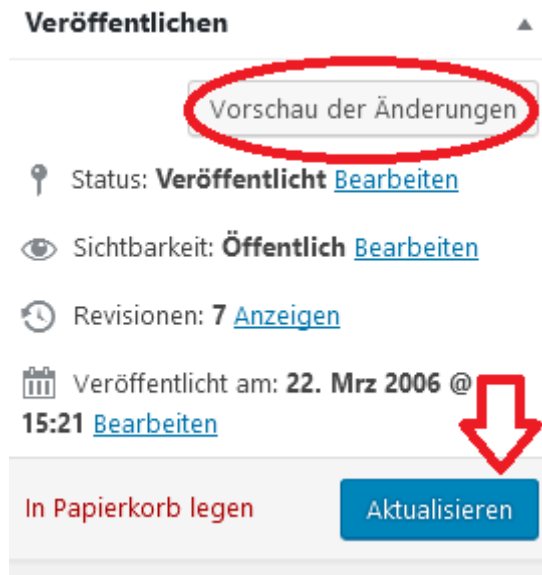 Veröffentlichen
Vorschau der Änderungen
Status: Veröffentlicht Bearbeiten
Sichtbarkeit: Öffentlich Bearbeiten
Revisionen: 7 Anzeigen
Veröffentlicht am: 22. Mrz 2006 @
15:21 Bearbeiten
In Papierkorb legen Aktualisieren